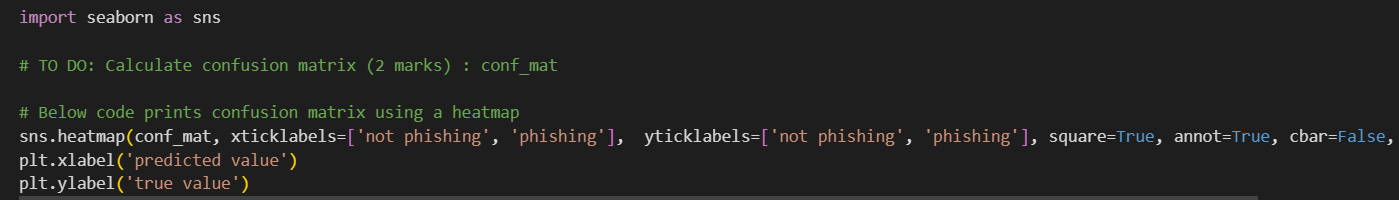 import seaborn as sns
# TO DO: Calculate confusion matrix (2 marks) : conf_mat
# Below code prints confusion matrix using a heatmap
sns.heatmap(conf_mat, xticklabels=['not phishing', 'phishing'],  yticklabels=['not phishing', 'phishing'], square=True, annot=True, cbar=False,
plt.xlabel('predicted value')
plt.ylabel('true value')